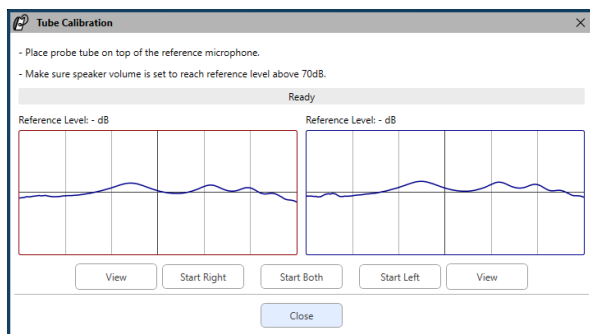 Tube Calibration
- Place probe tube on top of the reference microphone.
- Make sure speaker volume is set to reach reference level above 70dB.
Ready
Reference Level: - dB
Reference Level: - dB
View
Start Right
Start Both
Start Left
View
Close